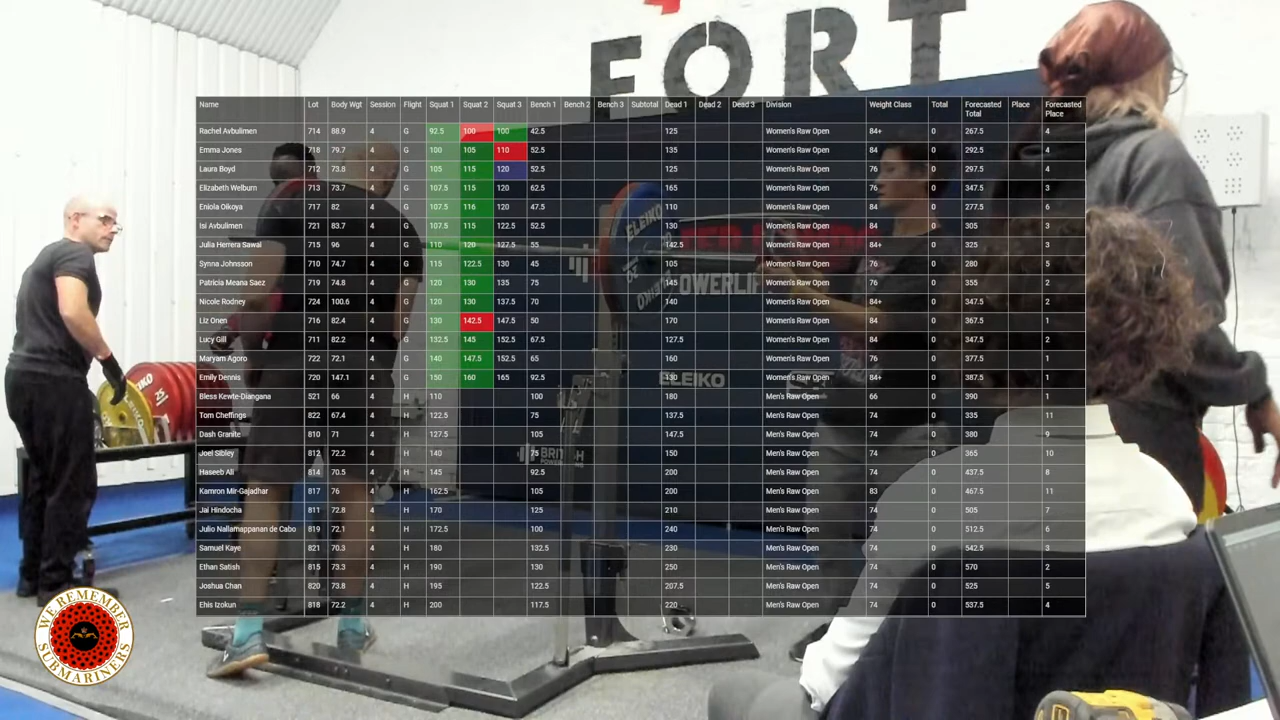 FORT
Name Lot Body Wgt Session Flight Squat 1 Squat 2 Squat 3 Bench 1 Bench 2 Bench 3 Subtotal Dead 1 Dead 2 Dead 3 Division Weight Class Total Forecasted Total Place Forecasted Place
Rachel Avbulimen 714 88.9 4 G 92.5 100 100 42.5 125 Women's Raw Open 84+ 0 267.5 4
Emma Jones 718 79.7 4 G 100 105 110 52.5 135 Women's Raw Open 84 0 292.5 4
Laura Boyd 712 73.8 4 G 105 115 120 52.5 125 Women's Raw Open 76 0 297.5 4
Elizabeth Welburn 713 73.7 4 G 107.5 115 120 62.5 165 Women's Raw Open 76 0 347.5 3
Eniola Oikoya 717 82 4 G 107.5 116 120 47.5 110 Women's Raw Open 84 0 277.5 6
Isi Avbulimen 721 83.7 4 G 107.5 115 122.5 52.5 130 Women's Raw Open 84 0 305 3
Julia Herrera Sawal 715 96 4 G 110 120 127.5 55 142.5 Women's Raw Open 84+ 0 325 3
Synna Johnsson 710 74.7 4 G 115 122.5 130 45 105 Women's Raw Open 76 0 280 5
Patricia Meana Saez 719 74.8 4 G 120 130 135 75 145 Women's Raw Open 76 0 355 2
Nicole Rodney 724 100.6 4 G 120 130 137.5 70 140 Women's Raw Open 84+ 0 347.5 2
Liz Onen 716 82.4 4 G 130 142.5 147.5 50 170 Women's Raw Open 84 0 367.5 1
Lucy Gill 711 82.2 4 G 132.5 145 152.5 67.5 127.5 Women's Raw Open 84 0 347.5 2
Maryam Agoro 722 72.1 4 G 140 147.5 152.5 65 160 Women's Raw Open 76 0 377.5 1
Emily Dennis 720 147.1 4 G 150 160 165 92.5 130 Women's Raw Open 84+ 0 387.5 1
Bless Kewte-Diangana 521 66 4 H 110 100 180 Men's Raw Open 66 0 390 1
Tom Cheffings 822 67.4 4 H 122.5 75 137.5 Men's Raw Open 74 0 335 11
Dash Granite 810 71 4 H 127.5 105 147.5 Men's Raw Open 74 0 380 9
Joel Sibley 812 72.2 4 H 140 75 150 Men's Raw Open 74 0 365 10
Haseeb Ali 814 70.5 4 H 145 92.5 200 Men's Raw Open 74 0 437.5 8
Kamron Mir-Gajadhar 817 76 4 H 162.5 105 200 Men's Raw Open 83 0 467.5 11
Jai Hindocha 811 72.8 4 H 170 125 210 Men's Raw Open 74 0 505 7
Julio Nallamappanan de Cabo 819 72.1 4 H 172.5 100 240 Men's Raw Open 74 0 512.5 6
Samuel Kaye 821 70.3 4 H 180 132.5 230 Men's Raw Open 74 0 542.5 3
Ethan Satish 815 73.3 4 H 190 130 250 Men's Raw Open 74 0 570 2
Joshua Chan 820 73.8 4 H 195 122.5 207.5 Men's Raw Open 74 0 525 5
Ehis Izokun 818 72.2 4 H 200 117.5 220 Men's Raw Open 74 0 537.5 4
ELEIKO
ELEIKO
WE REMEMBER
SUBMARINERS